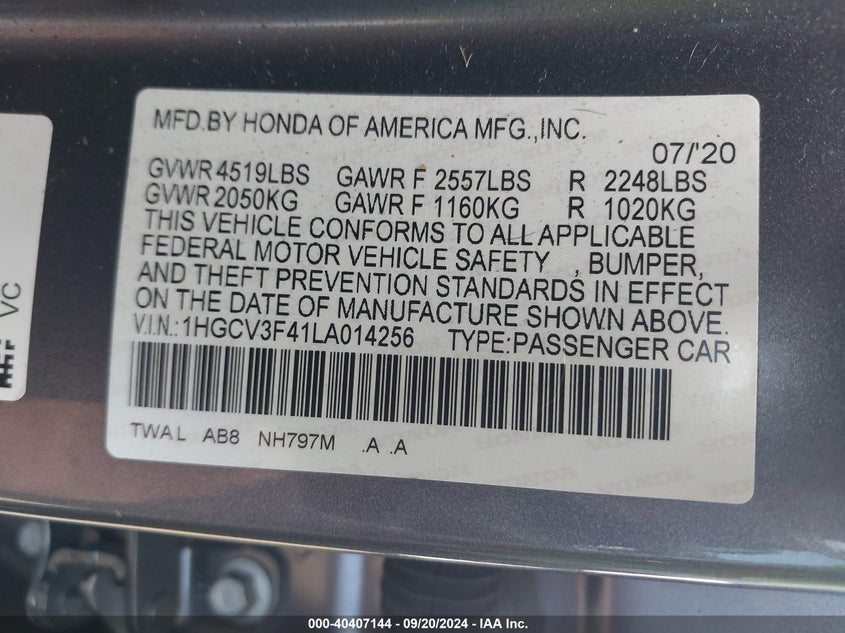 MFD.BY HONDA OF AMERICA MFG.,INC.
07/'20
GVWR 4519LBS GAWR F 2557LBS R 2248LBS
GVWR 2050KG GAWR F 1160KG R 1020KG
THIS VEHICLE CONFORMS TO ALL APPLICABLE
FEDERAL MOTOR VEHICLE SAFETY , BUMPER,
AND THEFT PREVENTION STANDARDS IN EFFECT
ON THE DATE OF MANUFACTURE SHOWN ABOVE.
V.I.N.:1HGCV3F41LA014256 TYPE:PASSENGER CAR
TWAL AB8 NH797M .A .A
VC
000-40407144 - 09/20/2024 - IAA Inc.